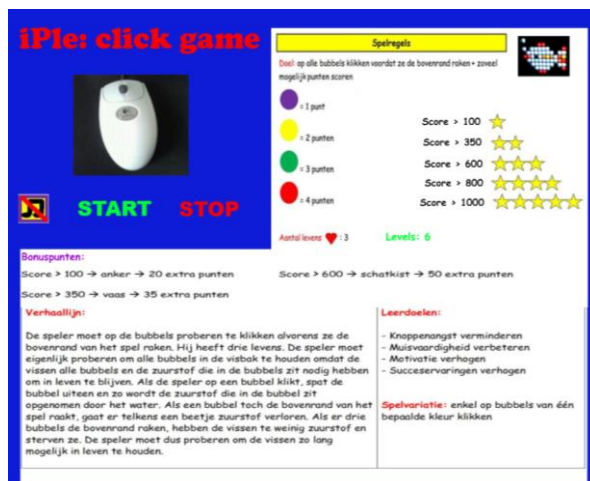 iPle: click game
Spelregels
Doel: op alle bubbels klikken voordat ze de bovenrand raken + zoveel
mogelijk punten scoren
= 1 punt
= 2 punten
= 3 punten
= 4 punten
Score > 100
Score > 350
Score > 600
Score > 800
Score > 1000
START STOP
Aantal levens : 3
Levels: 6
Bonuspunten:
Score > 100 → anker → 20 extra punten
Score > 600 → schatkist → 50 extra punten
Score > 350 → vaas → 35 extra punten
Verhaallijn:
De speler moet op de bubbels proberen te klikken alvorens ze de
bovenrand van het spel raken. Hij heeft drie levens. De speler moet
eigenlijk proberen om alle bubbels in de visbak te houden omdat de
vissen alle bubbels en de zuurstof die in de bubbels zit nodig hebben
om in leven te blijven. Als de speler op een bubbel klikt, spat de
bubbel uiteen en zo wordt de zuurstof die in de bubbel zit
opgenomen door het water. Als een bubbel toch de bovenrand van het
spel raakt, gaat er telkens een beetje zuurstof verloren. Als er drie
bubbels de bovenrand raken, hebben de vissen te weinig zuurstof en
sterven ze. De speler moet dus proberen om de vissen zo lang
mogelijk in leven te houden.
Leerdoelen:
- Knoppenangst verminderen
- Muisvaardigheid verbeteren
- Motivatie verhogen
- Succeservaringen verhogen
Spelvariatie: enkel op bubbels van één
bepaalde kleur klikken